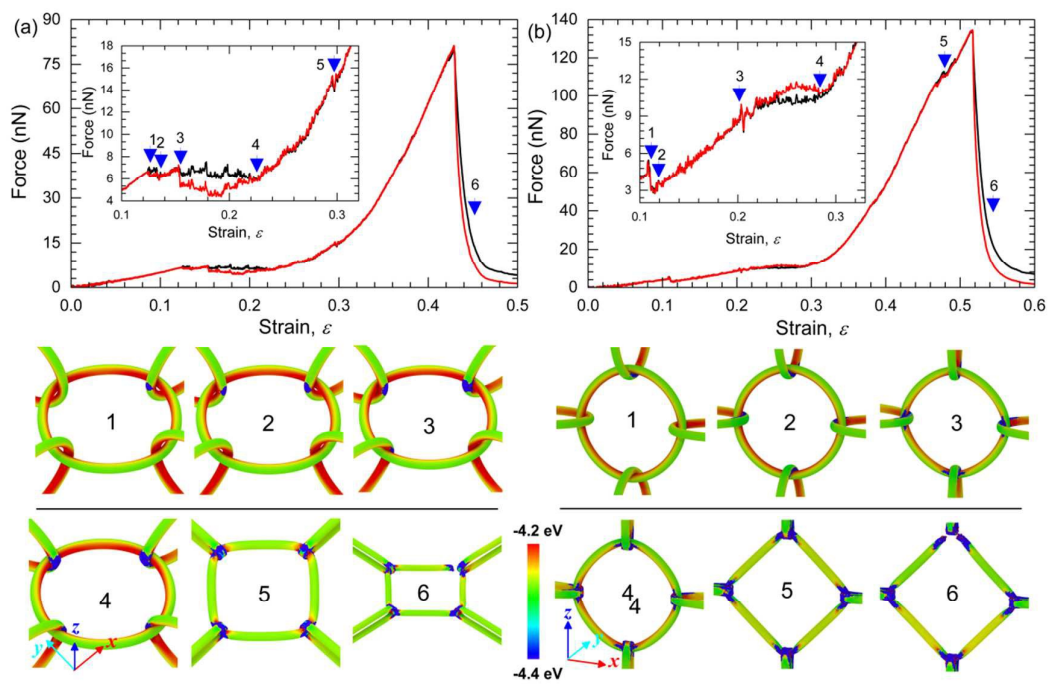 (a)
Force (nN)
90
75
60
45
30
15
0
0.0 0.1 0.2 0.3 0.4 0.5
Strain, ε
6
Force (nN)
18
16
14
12
10
8
6
4
0.1 0.2 0.3
Strain, ε
1 2 3 4 5
(b)
Force (nN)
140
120
100
80
60
40
20
0
0.0 0.1 0.2 0.3 0.4 0.5 0.6
Strain, ε
5
6
Force (nN)
15
12
9
6
3
0.1 0.2 0.3
Strain, ε
1 2 3 4
1 2 3
4 5 6
y z x
-4.2 eV
-4.4 eV
1 2 3
4 4 5 6
z y x